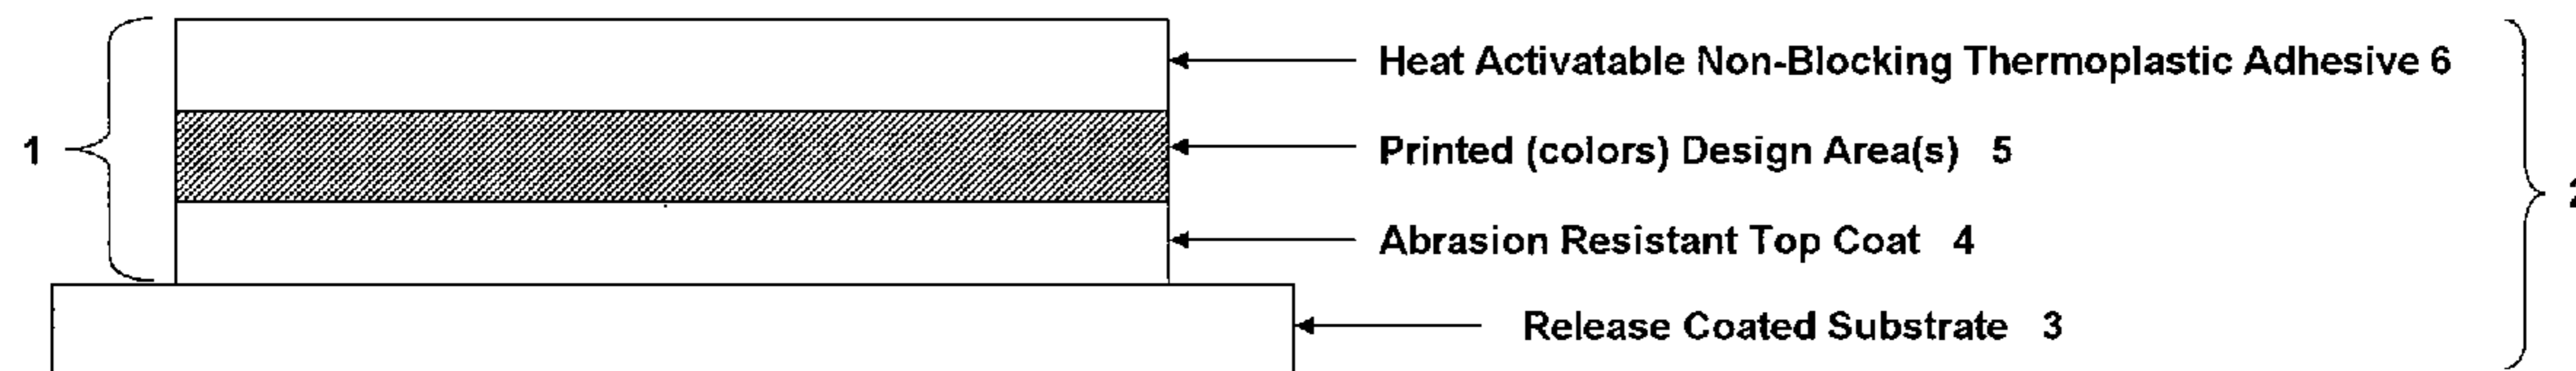 Heat Activatable Non-Blocking Thermoplastic Adhesive 6
1
Printed (colors) Design Area(s) 5
2
Abrasion Resistant Top Coat 4
Release Coated Substrate 3